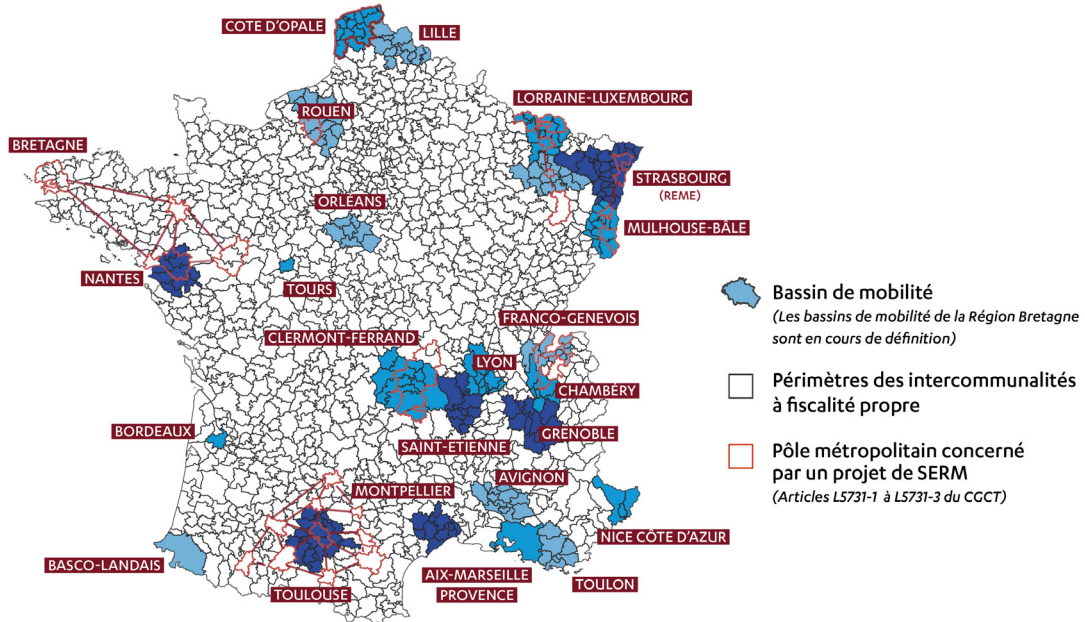 COTE D'OPALE
LILLE
ROUEN
LORRAINE-LUXEMBOURG
BRETAGNE
STRASBOURG
(REME)
ORLÉANS
MULHOUSE-BÂLE
NANTES
TOURS
FRANCO-GENEVOIS
CLERMONT-FERRAND
LYON
CHAMBÉRY
BORDEAUX
GRENOBLE
SAINT-ETIENNE
AVIGNON
MONTPELLIER
NICE CÔTE D'AZUR
BASCO-LANDAIS
AIX-MARSEILLE
PROVENCE
TOULON
TOULOUSE
Bassin de mobilité
(Les bassins de mobilité de la Région Bretagne
sont en cours de définition)
Périmètres des intercommunalités
à fiscalité propre
Pôle métropolitain concerné
par un projet de SERM
(Articles L5731-1 à L5731-3 du CGCT)